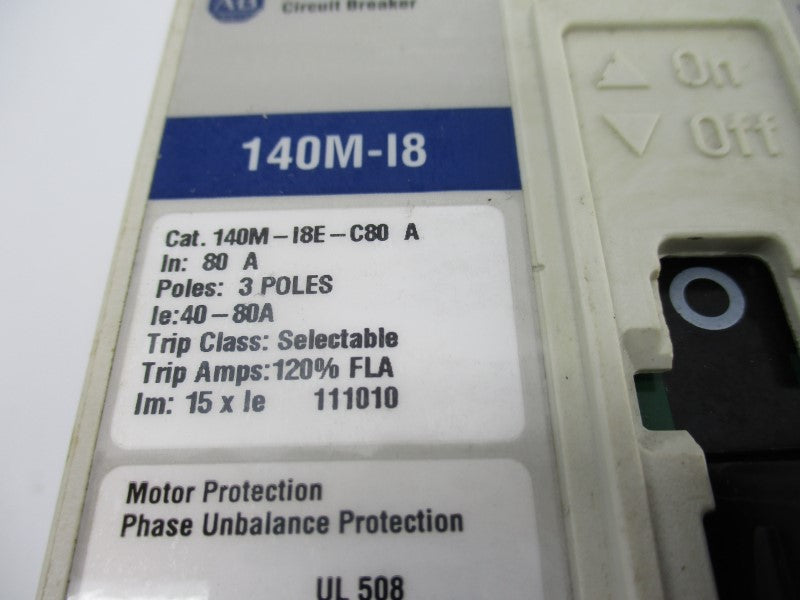 AB
Circuit Breaker
140M-I8
Cat. 140M-I8E-C80 A
In: 80 A
Poles: 3 POLES
Ie:40-80A
Trip Class: Selectable
Trip Amps:120% FLA
Im: 15 x Ie 111010
Motor Protection
Phase Unbalance Protection
UL 508
△ On
▽ Off
O